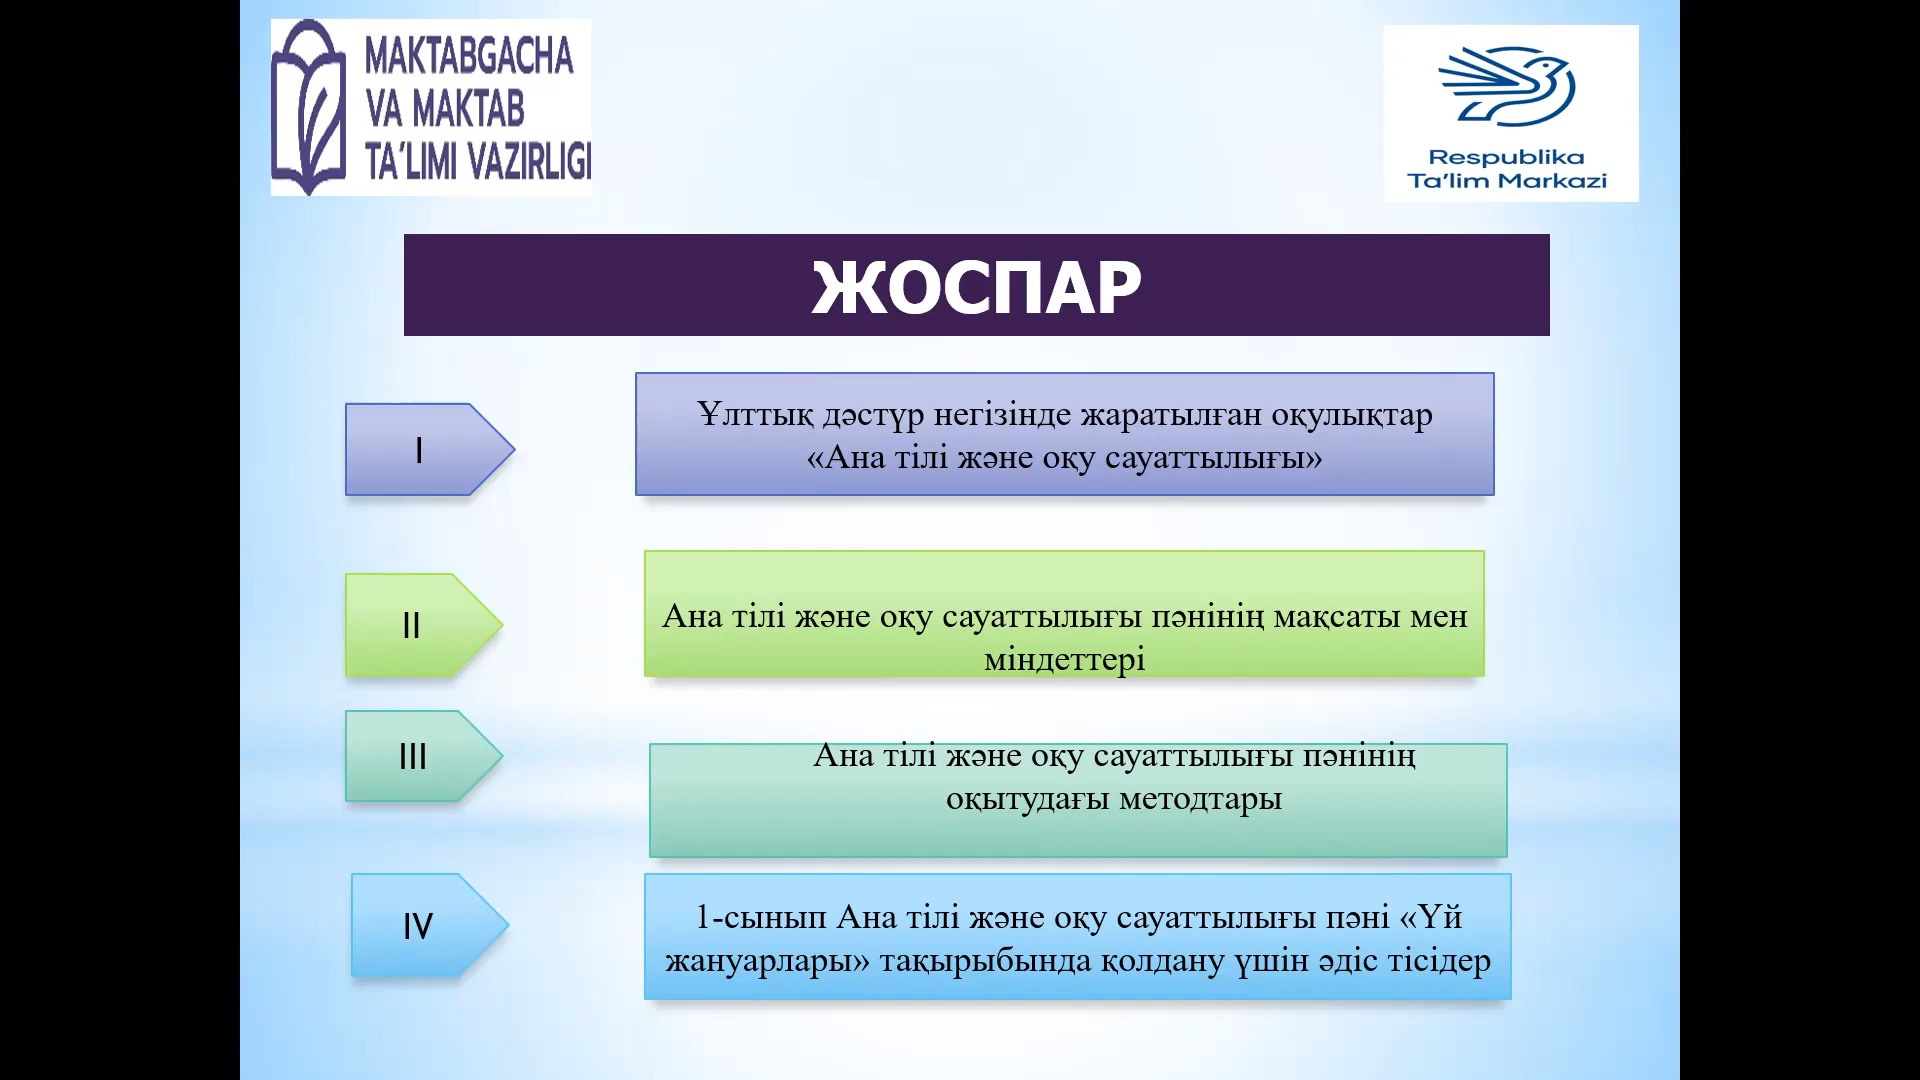 MAKTABGACHA
VA MAKTAB
TA'LIMI VAZIRLIGI
Respublika
Ta'lim Markazi
ЖОСПАР
I
Ұлттық дәстүр негізінде жаратылған оқулықтар
«Ана тілі және оқу сауаттылығы»
II
Ана тілі және оқу сауаттылығы пәнінің мақсаты мен
міндеттері
III
Ана тілі және оқу сауаттылығы пәнінің
оқытудағы методтары
IV
1-сынып Ана тілі және оқу сауаттылығы пәні «Үй
жануарлары» тақырыбында қолдану үшін әдіс тісідер